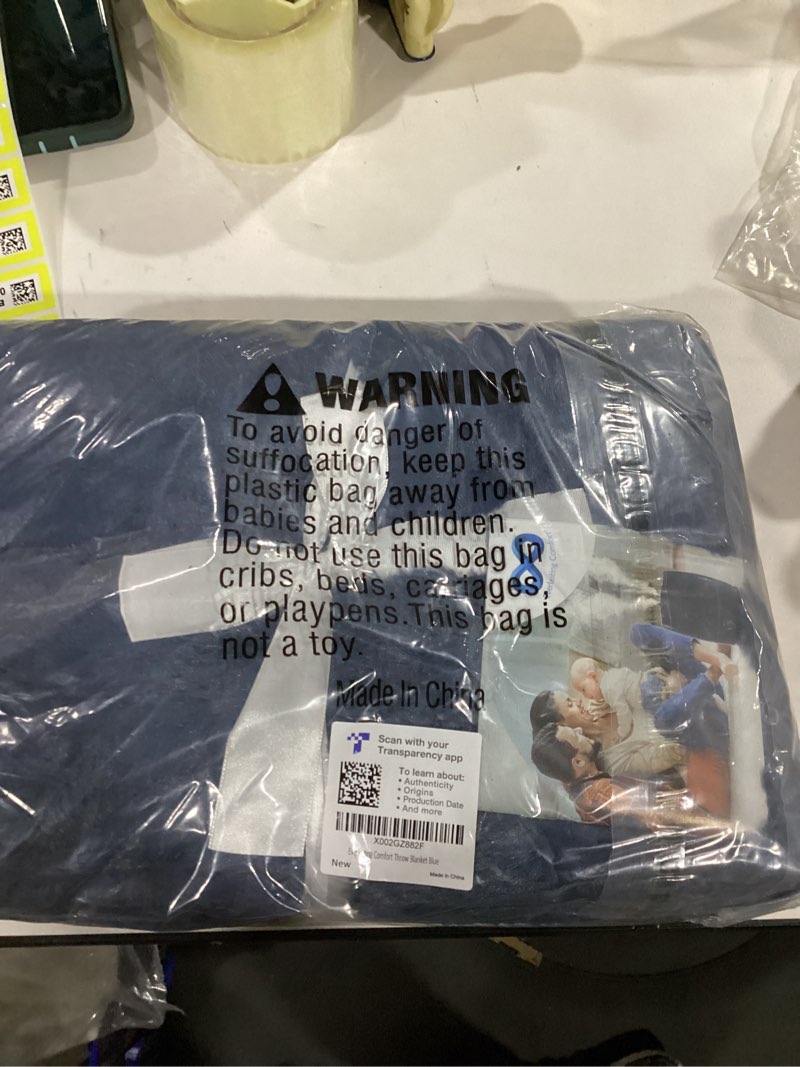 WARNING
To avoid danger of
suffocation, keep this
plastic bag away from
babies and children.
Do not use this bag in
cribs, beds, carriages,
or playpens.This bag is
not a toy.
Made In China
Scan with your
Transparency app
To learn about:
• Authenticity
• Origins
• Production Date
• And more
X002GZ882F
Comfort Throw Blanket Blue
New
Made in China